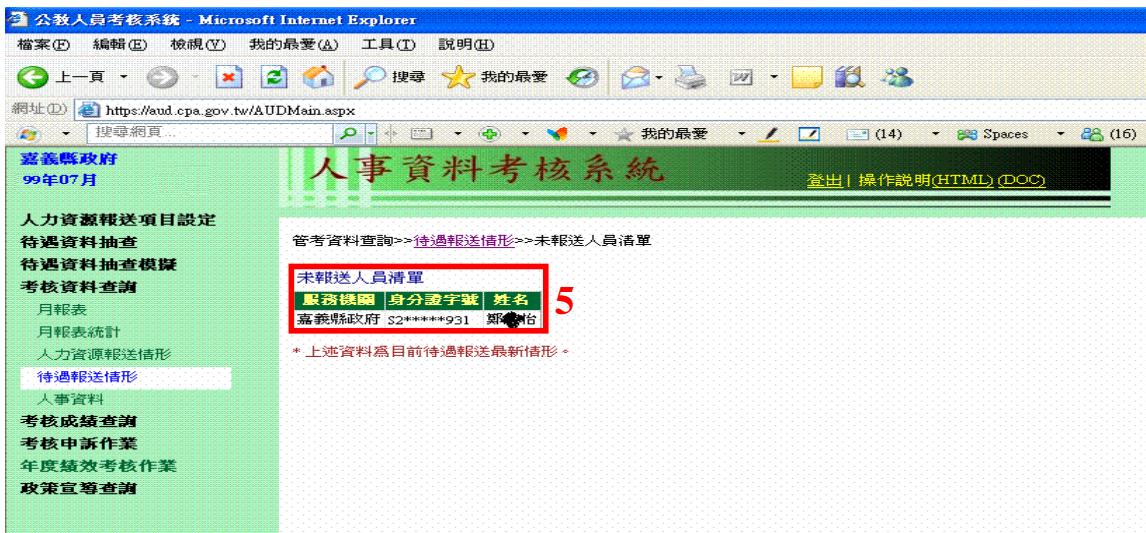 公教人員考核系統 - Microsoft Internet Explorer
檔案(F) 編輯(E) 檢視(V) 我的最愛(A) 工具(T) 說明(H)
上一頁 搜尋 我的最愛
網址(D) https://aud.cpa.gov.tw/AUDMain.aspx
搜尋網頁... 我的最愛 (14) Spaces (16)
嘉義縣政府
99年07月
人事資料考核系統
登出 | 操作說明(HTML) (DOC)
人力資源報送項目設定
待遇資料抽查
待遇資料抽查模擬
考核資料查詢
月報表
月報表統計
人力資源報送情形
待遇報送情形
人事資料
考核成績查詢
考核申訴作業
年度績效考核作業
政策宣導查詢
管考資料查詢>>待遇報送情形>>未報送人員清單
未報送人員清單
服務機關 身分證字號 姓名
嘉義縣政府 S2*****931 鄭 怡
5
* 上述資料為目前待遇報送最新情形。